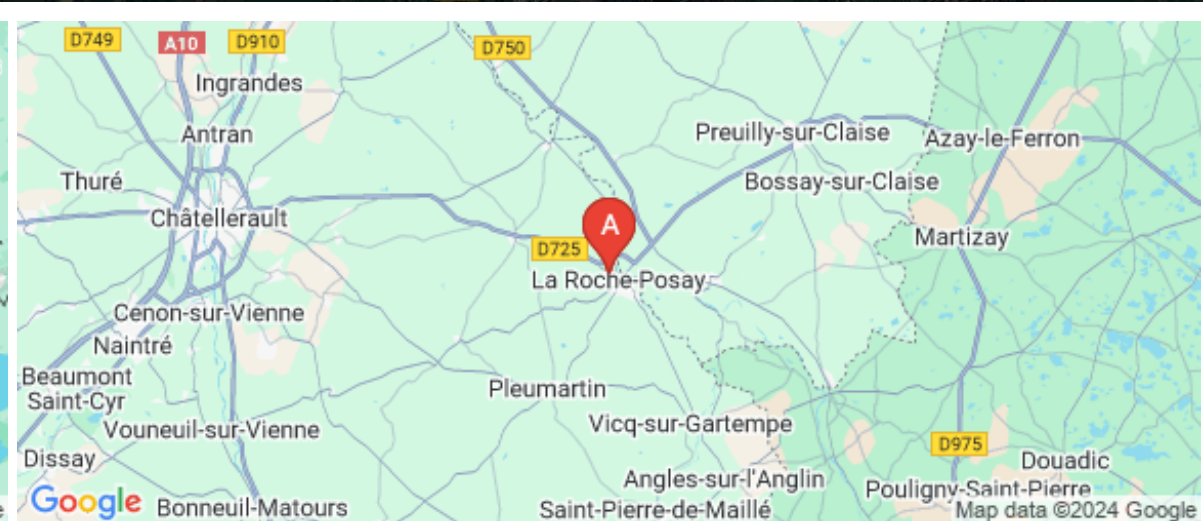 D749
A10
D910
D750
Ingrandes
Antran
Preuilly-sur-Claise
Azay-le-Ferron
Thuré
Bossay-sur-Claise
Châtellerault
A
Martizay
D725
La Roche-Posay
Cenon-sur-Vienne
Naintré
Beaumont
Saint-Cyr
Pleumartin
Vouneuil-sur-Vienne
Vicq-sur-Gartempe
D975
Dissay
Douadic
Angles-sur-l'Anglin
Pouligny-Saint-Pierre
Google
Bonneuil-Matours
Saint-Pierre-de-Maillé
Map data ©2024 Google